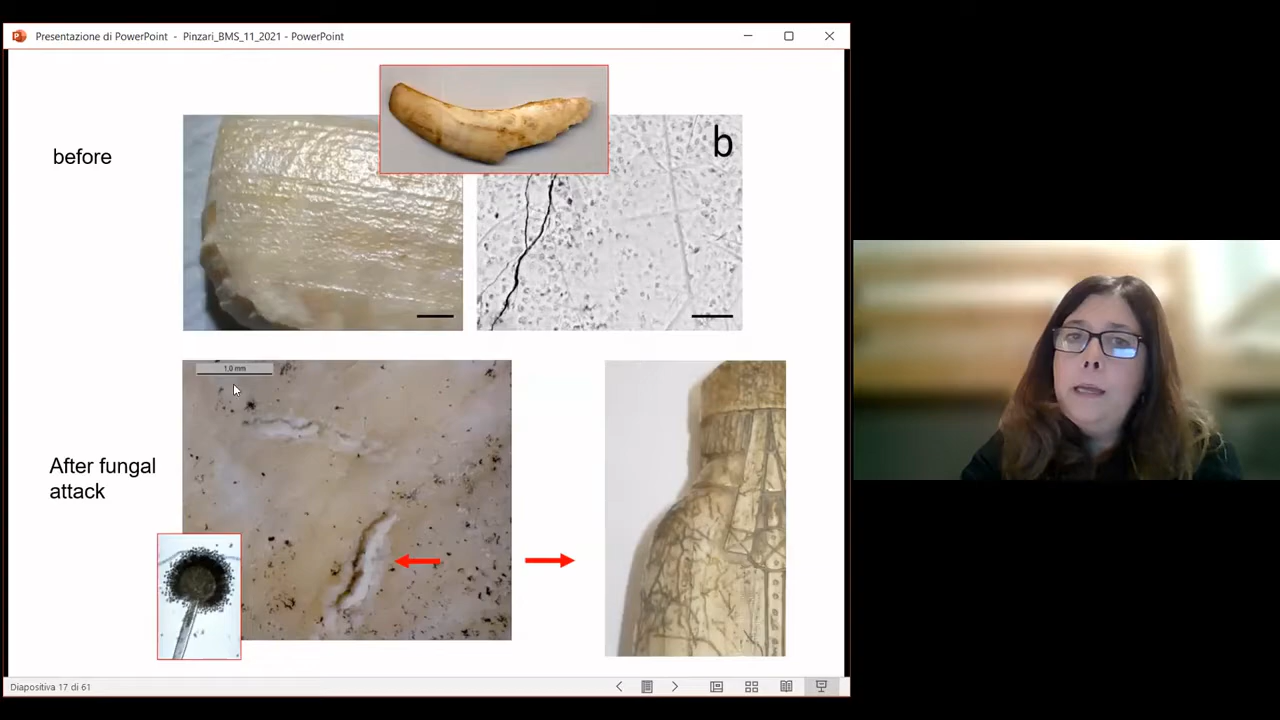 Presentazione di PowerPoint - Pinzari_BMS_11_2021 - PowerPoint
before
b
1,0 mm
After fungal
attack
Diapositiva 17 di 61